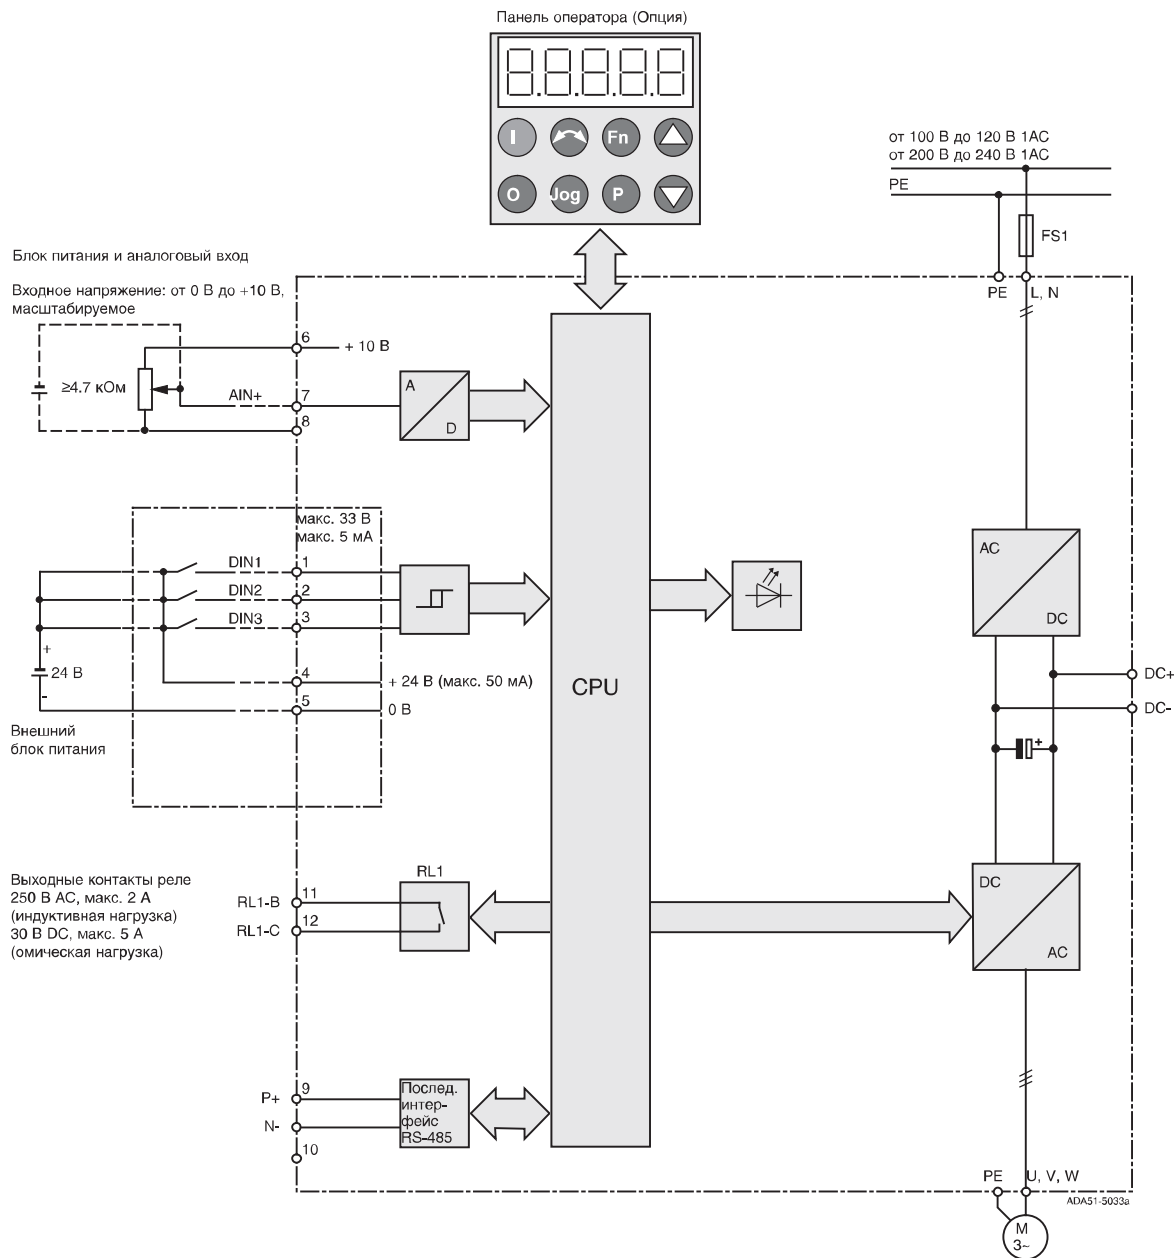 Панель оператора (Опция)
8.8.8.8.8
I
Fn
O
Jog
P
от 100 В до 120 В 1AC
от 200 В до 240 В 1AC
PE
FS1
PE
L, N
Блок питания и аналоговый вход
Входное напряжение: от 0 В до +10 В,
масштабируемое
6
+ 10 В
≥4.7 кОм
AIN+
7
8
A
D
макс. 33 В
макс. 5 мА
DIN1
1
DIN2
2
DIN3
3
4
+ 24 В (макс. 50 мА)
5
0 В
+
24 В
-
Внешний
блок питания
CPU
AC
DC
DC+
DC-
+
Выходные контакты реле
250 В AC, макс. 2 А
(индуктивная нагрузка)
30 В DC, макс. 5 А
(омическая нагрузка)
RL1
RL1-B
11
RL1-C
12
DC
AC
P+
9
N-
10
Послед.
интер-
фейс
RS-485
PE
U, V, W
ADA51-5033a
M
3~